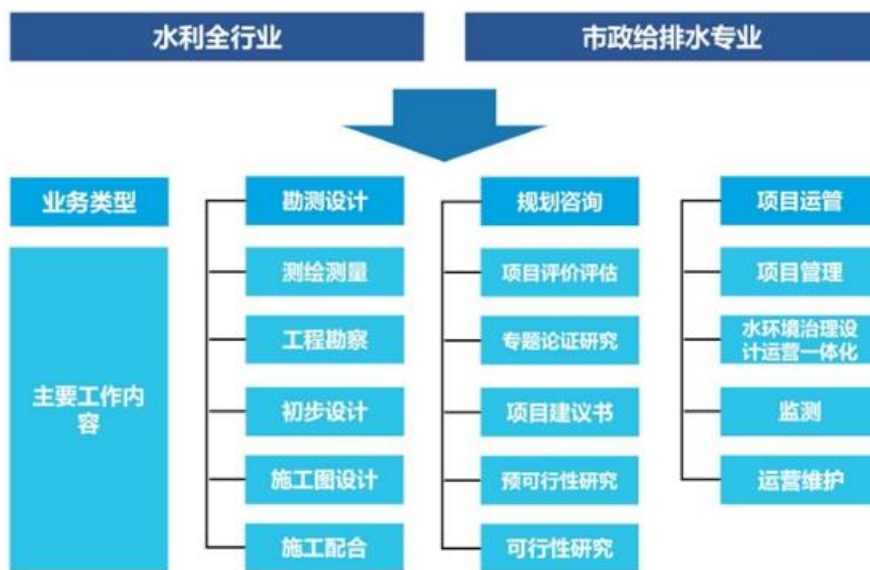 水利全行业
市政给排水专业
业务类型
勘测设计
规划咨询
项目运管
主要工作内
容
测绘测量
项目评价评估
项目管理
工程勘察
专题论证研究
水环境治理设
计运营一体化
初步设计
项目建议书
监测
施工图设计
预可行性研究
运营维护
施工配合
可行性研究